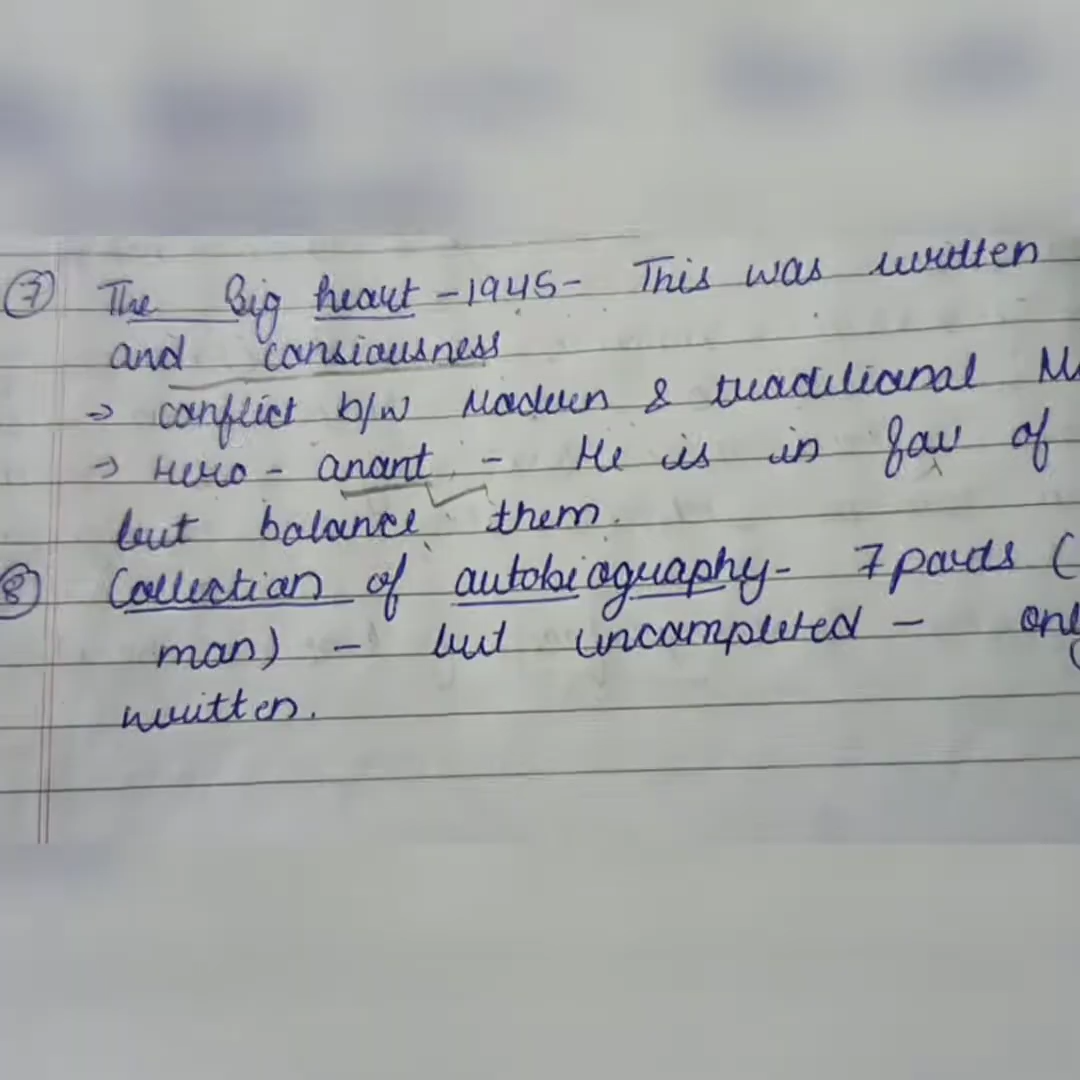 ⑦ The Big heart - 1945 - This was written
and consiousness
→ conflict b/w Modern & traditional
→ Hero - anant - He is in fav of
but balance them.
⑧ Collection of autobiography - 7 parts (
man) - but uncompleted -
written.